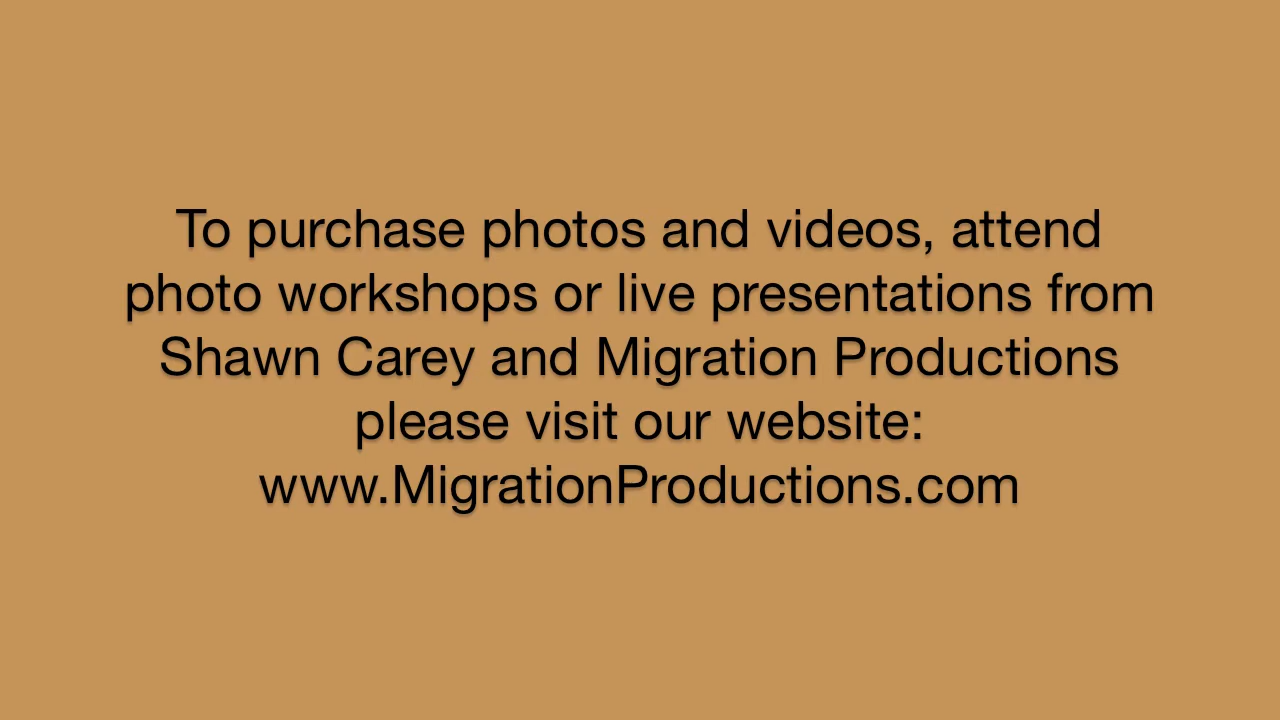 To purchase photos and videos, attend
photo workshops or live presentations from
Shawn Carey and Migration Productions
please visit our website:
www.MigrationProductions.com